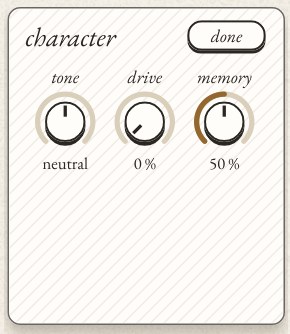 character done
tone drive memory
neutral 0 % 50 %